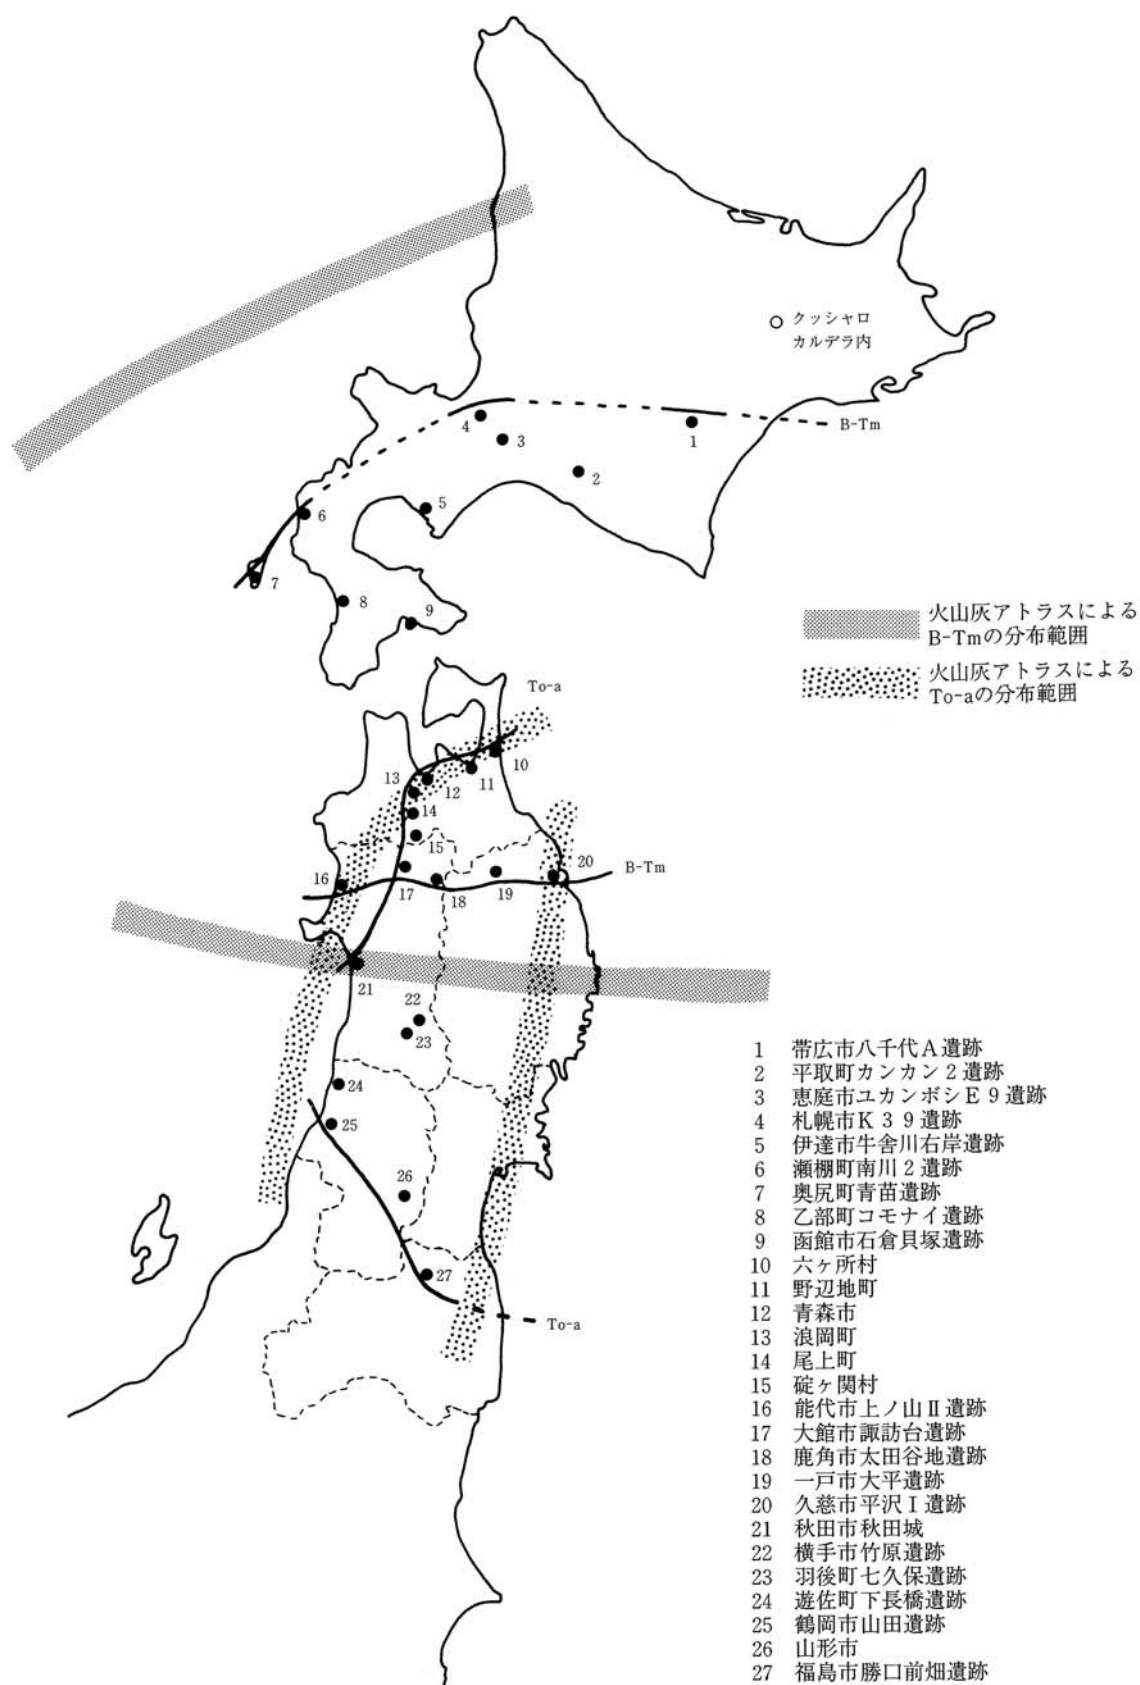 クッシャロ
カルデラ内
B-Tm
4
3
1
2
5
6
7
8
9
火山灰アトラスによる
B-Tmの分布範囲
火山灰アトラスによる
To-aの分布範囲
To-a
10
11
12
13
14
15
16
17
18
19
20
B-Tm
21
22
23
24
25
26
27
To-a
1 帯広市八千代A遺跡
2 平取町カンカン2遺跡
3 恵庭市ユカンボシE9遺跡
4 札幌市K39遺跡
5 伊達市牛舎川右岸遺跡
6 瀬棚町南川2遺跡
7 奥尻町青苗遺跡
8 乙部町コモナイ遺跡
9 函館市石倉貝塚遺跡
10 六ヶ所村
11 野辺地町
12 青森市
13 浪岡町
14 尾上町
15 碇ヶ関村
16 能代市上ノ山Ⅱ遺跡
17 大館市諏訪台遺跡
18 鹿角市太田谷地遺跡
19 一戸市大平遺跡
20 久慈市平沢Ⅰ遺跡
21 秋田市秋田城
22 横手市竹原遺跡
23 羽後町七久保遺跡
24 遊佐町下長橋遺跡
25 鶴岡市山田遺跡
26 山形市
27 福島市勝口前畑遺跡